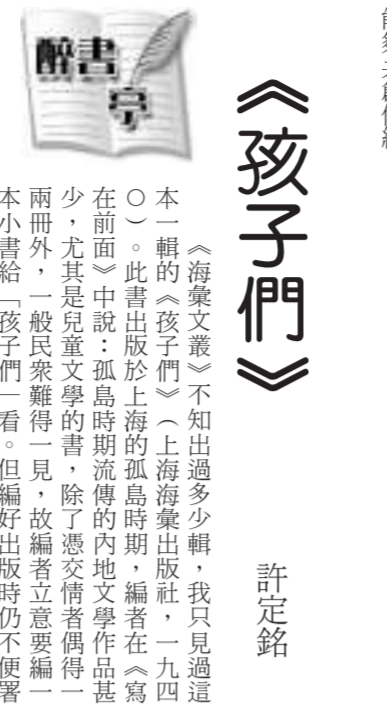 《孩子們》
許定銘
醉書亭
《海彙文叢》不知出過多少輯，我只見過這
本一輯的《孩子們》（上海海彙出版社，一九四
○）。此書出版於上海的孤島時期，編者在《寫
在前面》中說：孤島時期流傳的內地文學作品甚
少，尤其是兒童文學的書，除了憑交情者偶得一
兩冊外，一般民衆難得一見，故編者立意要編一
本小書給「孩子們」看。但編好出版時仍不便署